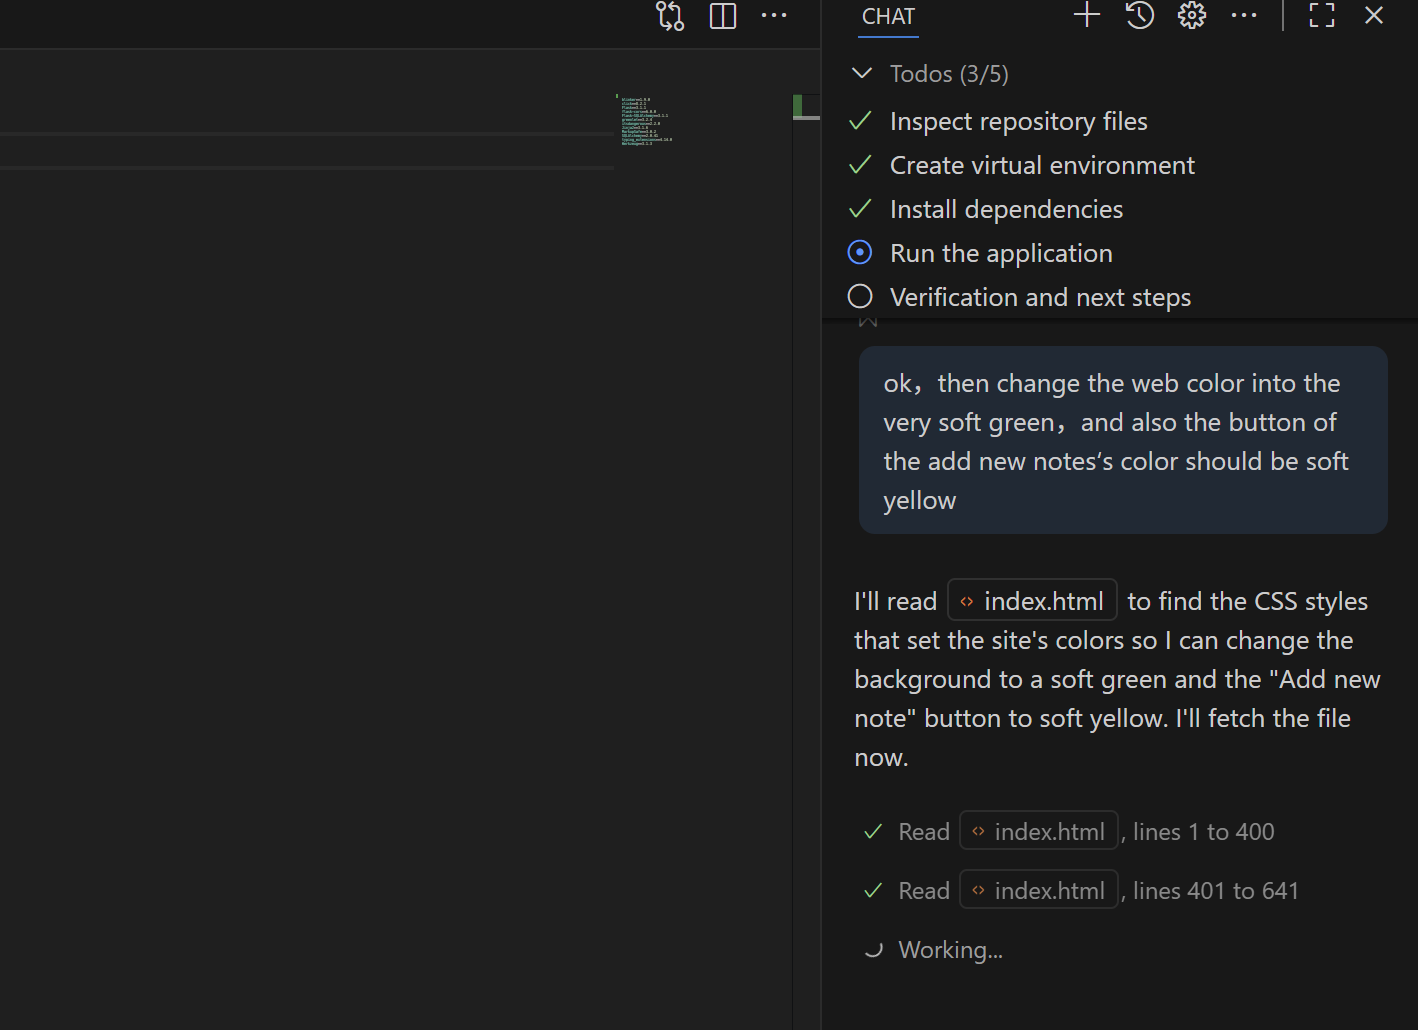 CHAT
Todos (3/5)
Inspect repository files
Create virtual environment
Install dependencies
Run the application
Verification and next steps
ok，then change the web color into the
very soft green，and also the button of
the add new notes‘s color should be soft
yellow
I'll read index.html to find the CSS styles
that set the site's colors so I can change the
background to a soft green and the "Add new
note" button to soft yellow. I'll fetch the file
now.
Read index.html, lines 1 to 400
Read index.html, lines 401 to 641
Working...